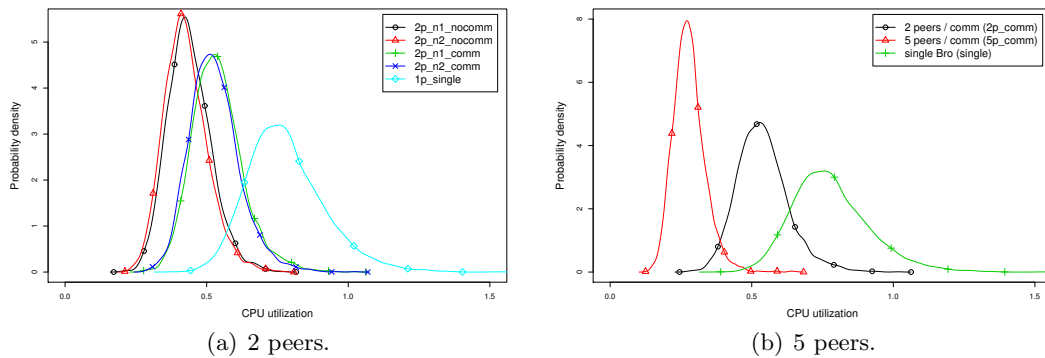 2p_n1_nocomm
2p_n2_nocomm
2p_n1_comm
2p_n2_comm
1p_single
Probability density
0 1 2 3 4 5
0.0 0.5 1.0 1.5
CPU utilization
(a) 2 peers.
2 peers / comm (2p_comm)
5 peers / comm (5p_comm)
single Bro (single)
Probability density
0 2 4 6 8
0.0 0.5 1.0 1.5
CPU utilization
(b) 5 peers.